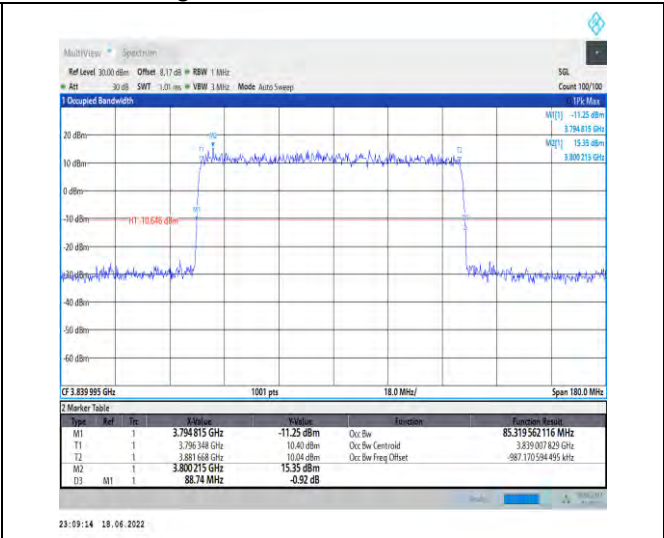 MultiView Spectrum
Ref Level 30.00 dBm Offset 8.17 dB RBW 1 MHz SGL
Att 30 dB SWT 1.01 ms VBW 3 MHz Mode Auto Sweep Count 100/100
1 Occupied Bandwidth 1Pk Max
M1[1] -11.25 dBm
3.794 815 GHz
M2[1] 15.35 dBm
3.800 215 GHz
20 dBm
M2
T1
T2
10 dBm
0 dBm
M1
-10 dBm
H1 -10.646 dBm
-20 dBm
-30 dBm
-40 dBm
-50 dBm
-60 dBm
CF 3.839 995 GHz 1001 pts 18.0 MHz/ Span 180.0 MHz
2 Marker Table
Type Ref Trc X-Value Y-Value Function Function Result
M1 1 3.794 815 GHz -11.25 dBm Occ Bw 85.319 562 116 MHz
T1 1 3.796 348 GHz 10.40 dBm Occ Bw Centroid 3.839 007 829 GHz
T2 1 3.881 668 GHz 10.04 dBm Occ Bw Freq Offset -987.170 594 495 kHz
M2 1 3.800 215 GHz 15.35 dBm
D3 M1 1 88.74 MHz -0.92 dB
23:09:14 18.06.2022